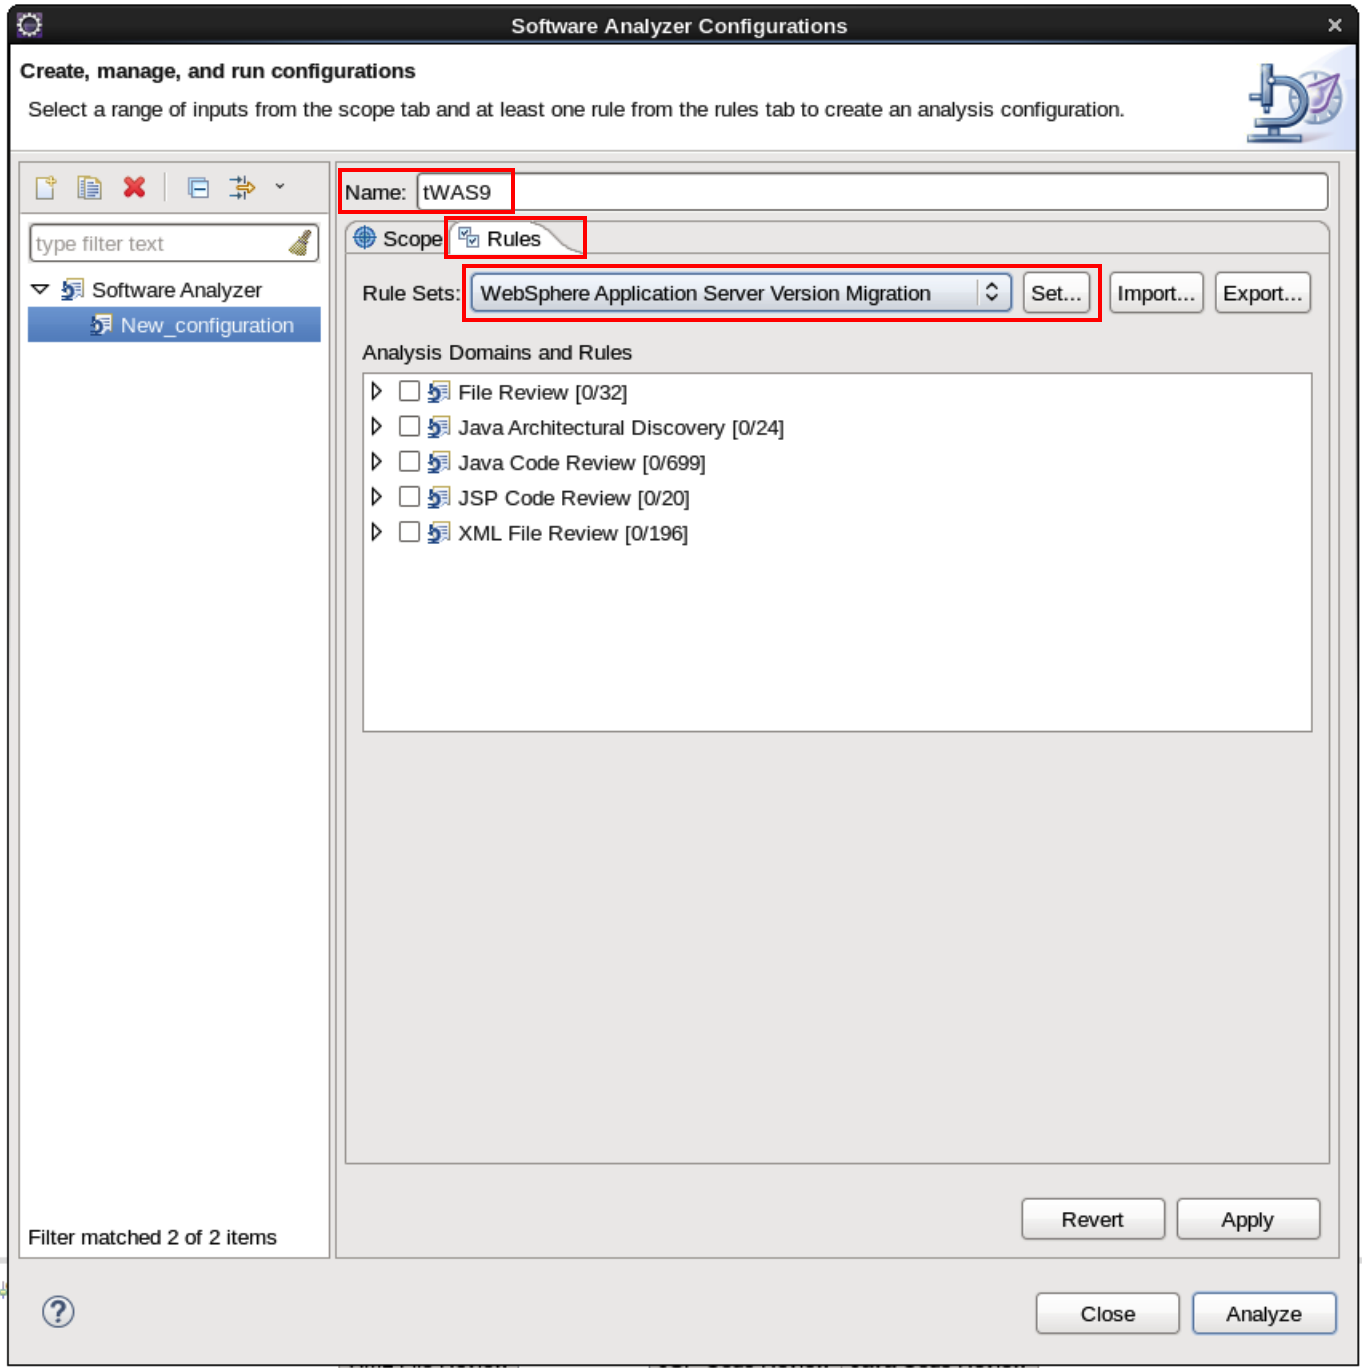 Software Analyzer Configurations
Create, manage, and run configurations
Select a range of inputs from the scope tab and at least one rule from the rules tab to create an analysis configuration.
Name: tWAS9
type filter text
Scope Rules
Software Analyzer
New_configuration
Rule Sets: WebSphere Application Server Version Migration Set... Import... Export...
Analysis Domains and Rules
File Review [0/32]
Java Architectural Discovery [0/24]
Java Code Review [0/699]
JSP Code Review [0/20]
XML File Review [0/196]
Revert Apply
Filter matched 2 of 2 items
Close Analyze